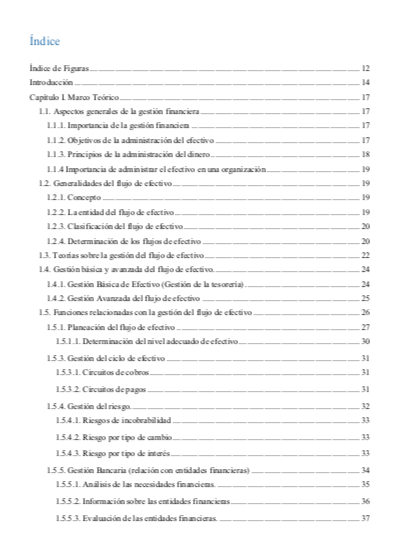 Índice
Índice de Figuras 12
Introducción 14
Capítulo I. Marco Teórico 17
1.1. Aspectos generales de la gestión financiera 17
1.1.1. Importancia de la gestión financiera 17
1.1.2. Objetivos de la administración del efectivo 17
1.1.3. Principios de la administración del dinero 18
1.1.4 Importancia de administrar el efectivo en una organización 19
1.2. Generalidades del flujo de efectivo 19
1.2.1. Concepto 19
1.2.2. La entidad del flujo de efectivo 19
1.2.3. Clasificación del flujo de efectivo 20
1.2.4. Determinación de los flujos de efectivo 20
1.3. Teorías sobre la gestión del flujo de efectivo 22
1.4. Gestión básica y avanzada del flujo de efectivo. 24
1.4.1. Gestión Básica de Efectivo (Gestión de la tesorería) 24
1.4.2. Gestión Avanzada del flujo de efectivo 25
1.5. Funciones relacionadas con la gestión del flujo de efectivo 26
1.5.1. Planeación del flujo de efectivo 27
1.5.1.1. Determinación del nivel adecuado de efectivo 30
1.5.3. Gestión del ciclo de efectivo 31
1.5.3.1. Circuitos de cobros 31
1.5.3.2. Circuitos de pagos 31
1.5.4. Gestión del riesgo. 32
1.5.4.1. Riesgos de incobrabilidad 33
1.5.4.2. Riesgo por tipo de cambio 33
1.5.4.3. Riesgo por tipo de interés 33
1.5.5. Gestión Bancaria (relación con entidades financieras) 34
1.5.5.1. Análisis de las necesidades financieras. 35
1.5.5.2. Información sobre las entidades financieras 36
1.5.5.3. Evaluación de las entidades financieras. 37